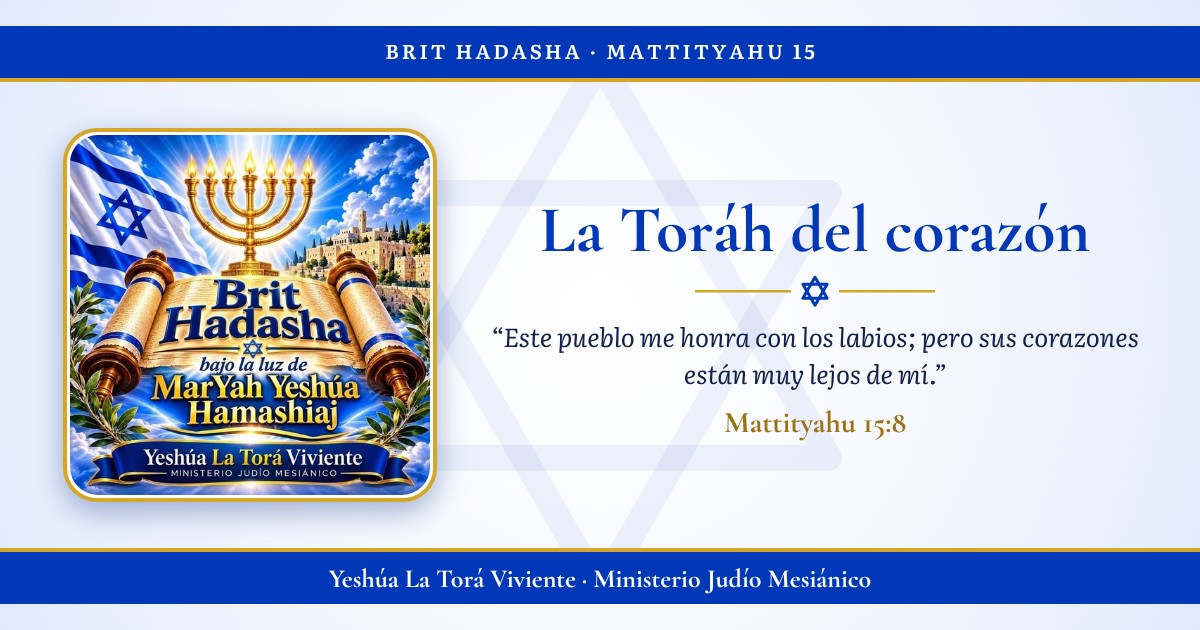 BRIT HADASHA · MATTITYAHU 15
Brit
Hadasha
bajo la luz de
MarYah Yeshúa
Hamashiaj
Yeshúa La Torá Viviente
MINISTERIO JUDÍO MESIÁNICO
La Toráh del corazón
“Este pueblo me honra con los labios; pero sus corazones
están muy lejos de mí.”
Mattityahu 15:8
Yeshúa La Torá Viviente · Ministerio Judío Mesiánico